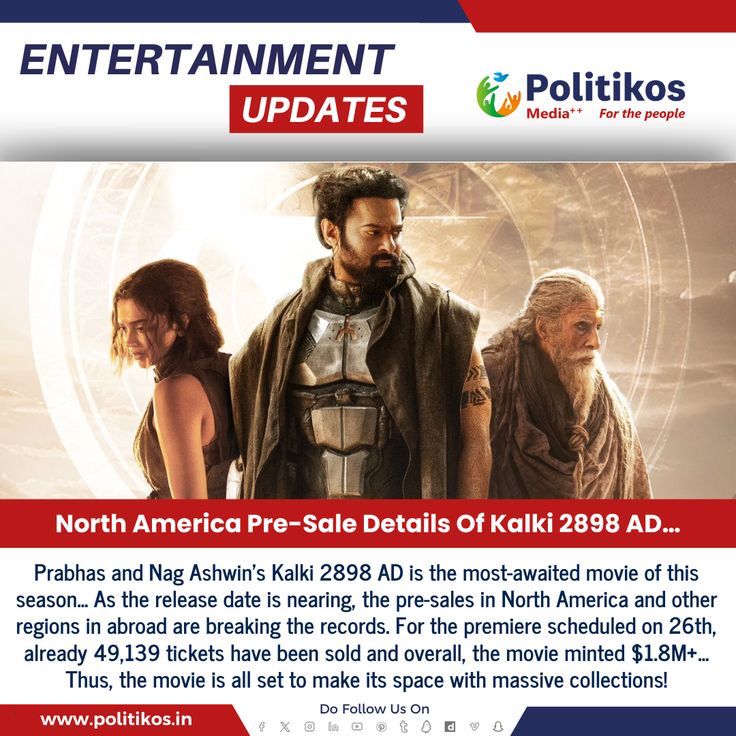 ENTERTAINMENT
UPDATES
Politikos
Media++ For the people
North America Pre-Sale Details Of Kalki 2898 AD...
Prabhas and Nag Ashwin's Kalki 2898 AD is the most-awaited movie of this
season... As the release date is nearing, the pre-sales in North America and other
regions in abroad are breaking the records. For the premiere scheduled on 26th,
already 49,139 tickets have been sold and overall, the movie minted $1.8M+...
Thus, the movie is all set to make its space with massive collections!
www.politikos.in
Do Follow Us On